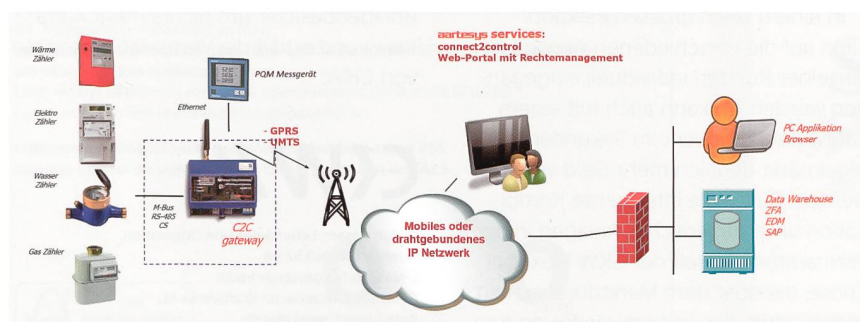 aartesys services:
connect2control
Web-Portal mit Rechtemanagement
Wärme
Zähler
PQM Messgerät
Ethernet
Elektro
Zähler
- GPRS
- UMTS
PC Applikation
Browser
Wasser
Zähler
M-Bus
RS-485
CS
C2C
gateway
Mobiles oder
drahtgebundenes
IP Netzwerk
Data Warehouse
ZFA
EDM
SAP
Gas Zähler